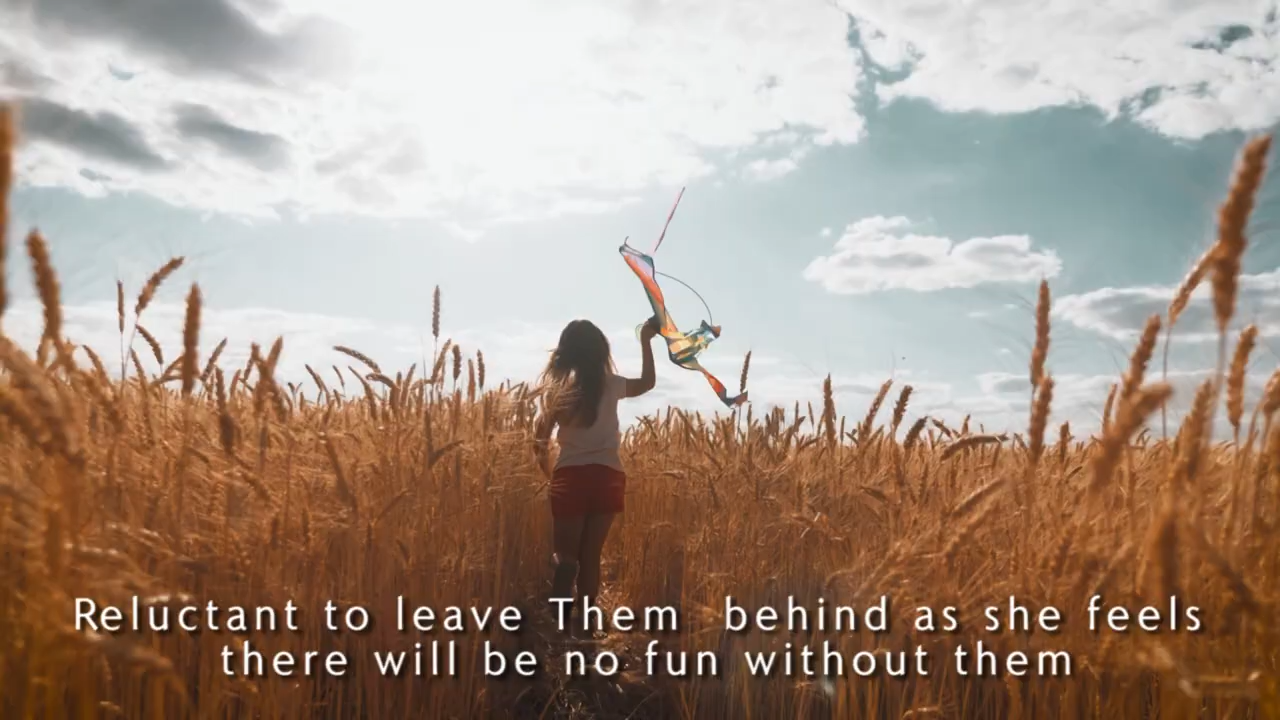 Reluctant to leave Them behind as she feels
there will be no fun without them